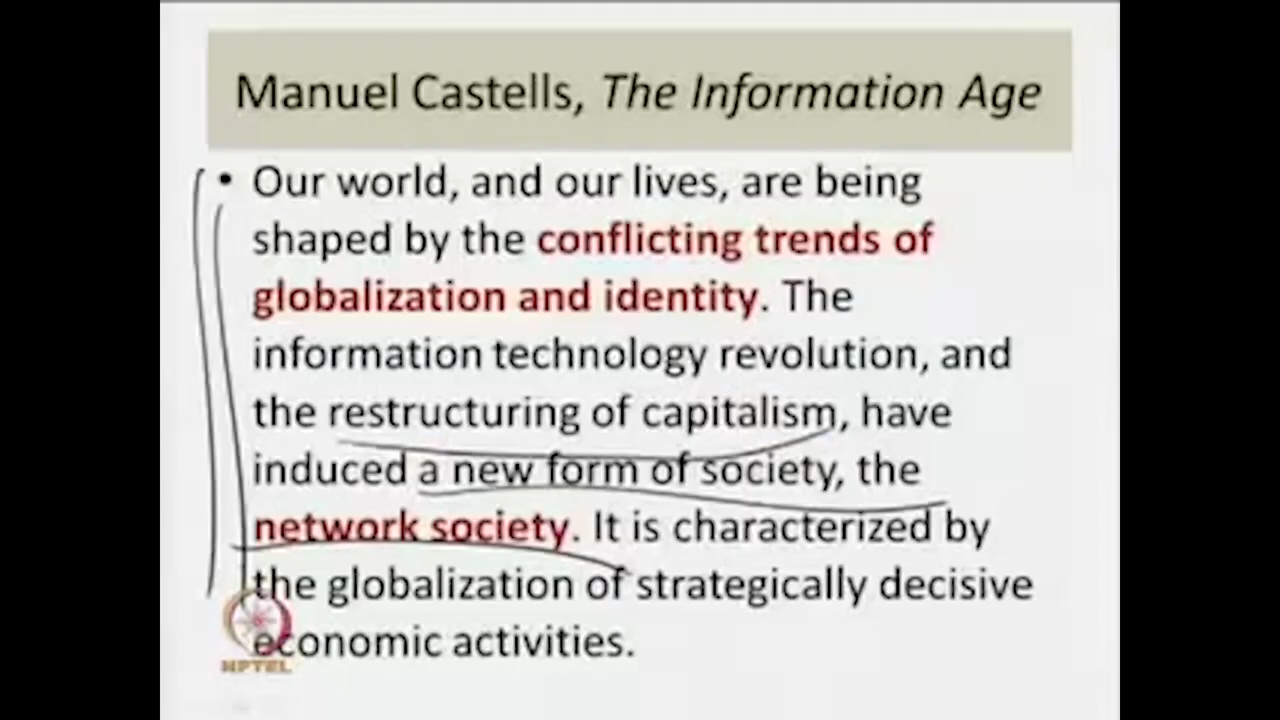 Manuel Castells, The Information Age
• Our world, and our lives, are being
shaped by the conflicting trends of
globalization and identity. The
information technology revolution, and
the restructuring of capitalism, have
induced a new form of society, the
network society. It is characterized by
the globalization of strategically decisive
economic activities.
NPTEL